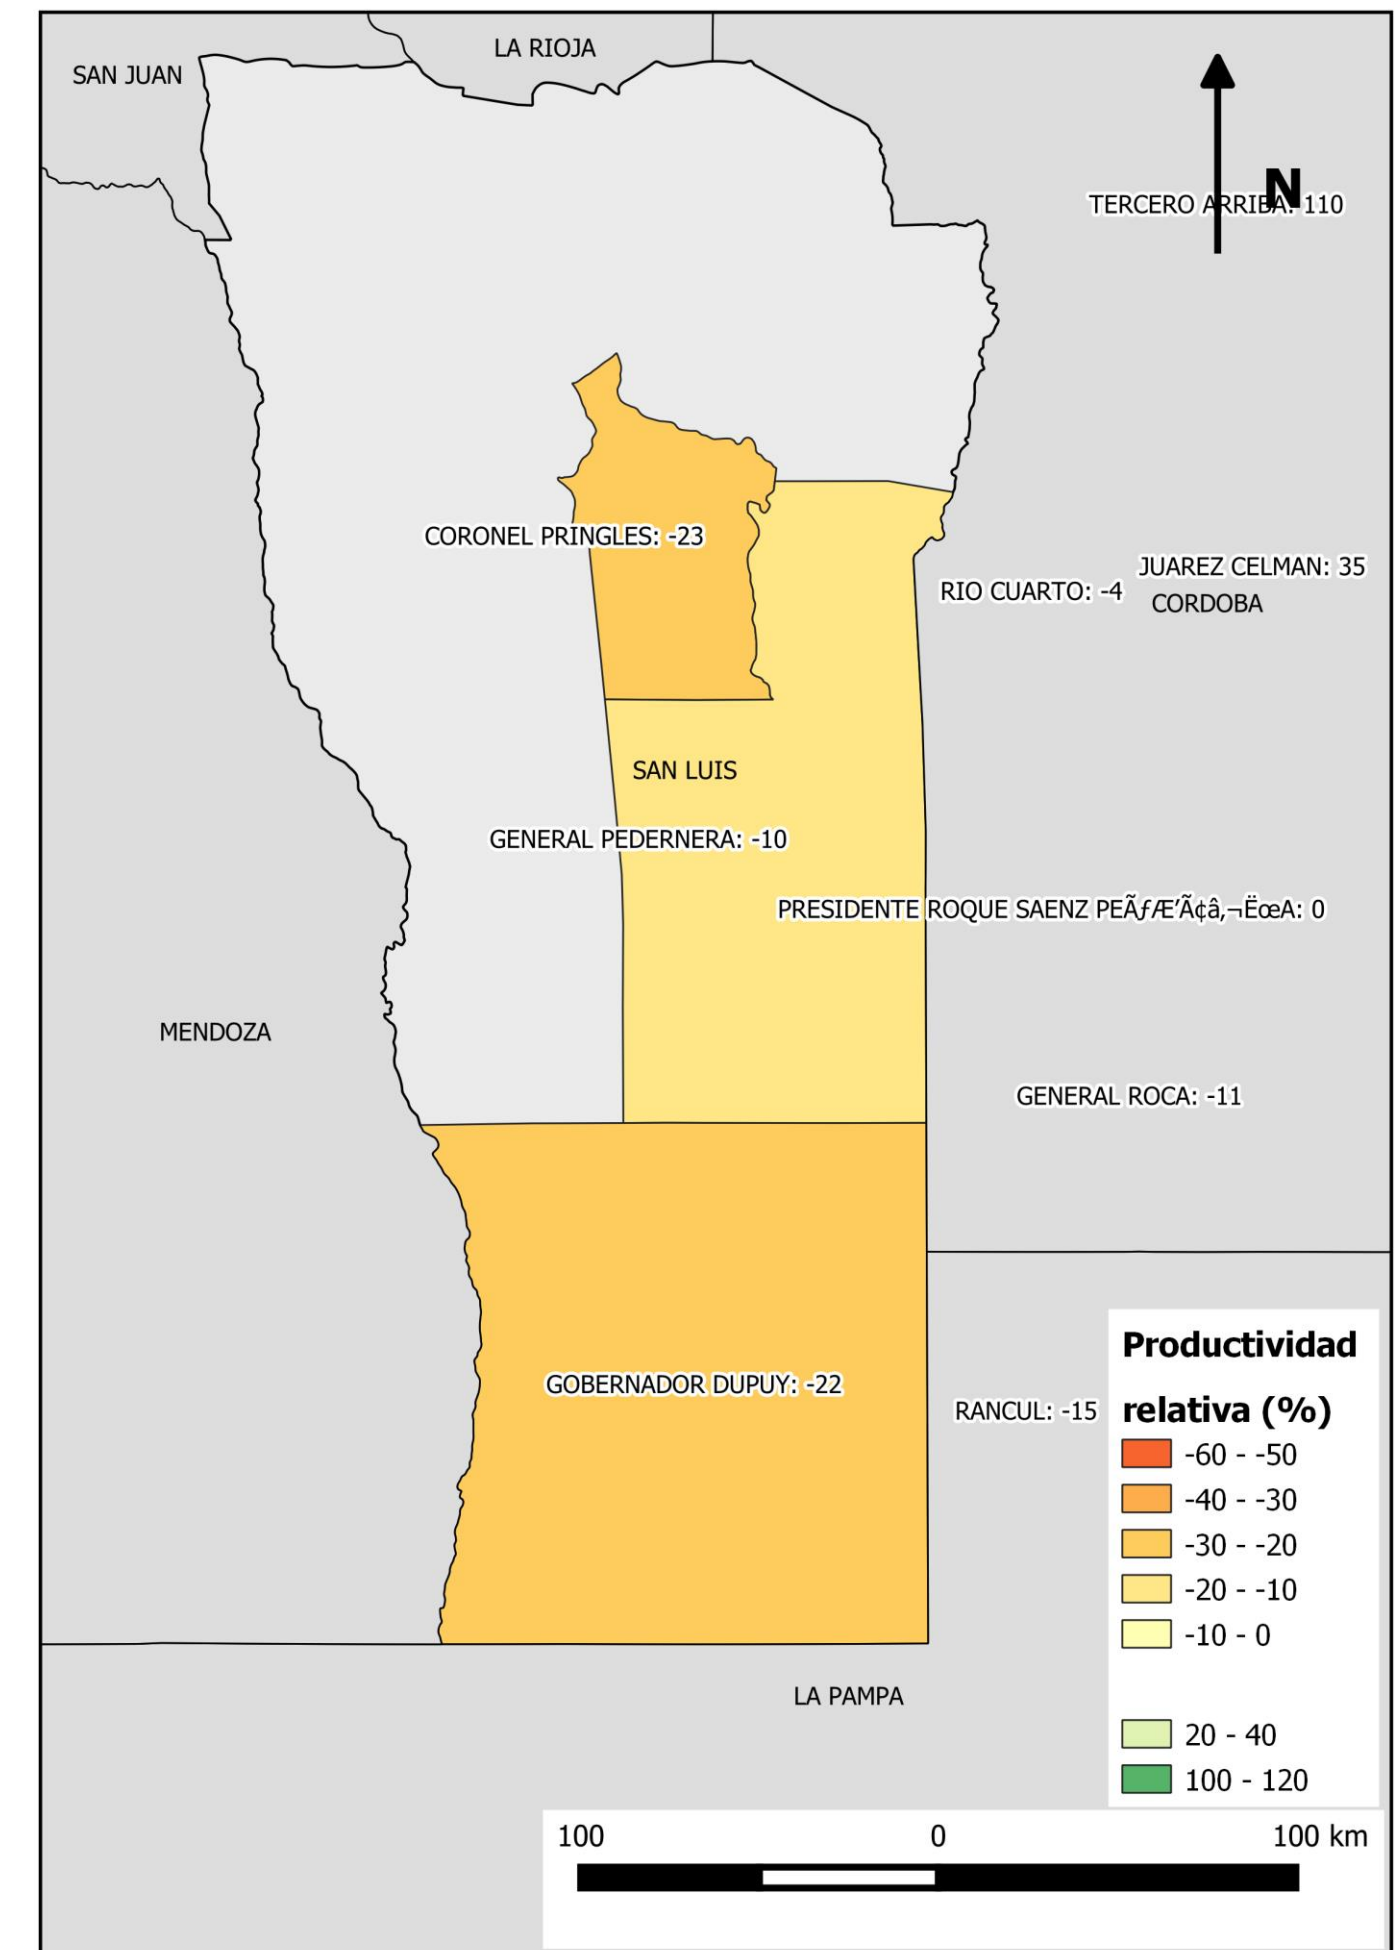 LA RIOJA
SAN JUAN
N
TERCERO ARRIBA: 110
CORONEL PRINGLES: -23
JUAREZ CELMAN: 35
RIO CUARTO: -4
CORDOBA
SAN LUIS
GENERAL PEDERNERA: -10
PRESIDENTE ROQUE SAENZ PEÃƒÆ’Ã¢â‚¬ËœA: 0
MENDOZA
GENERAL ROCA: -11
GOBERNADOR DUPUY: -22
RANCUL: -15
Productividad
relativa (%)
-60 - -50
-40 - -30
-30 - -20
-20 - -10
-10 - 0
20 - 40
100 - 120
LA PAMPA
100 0 100 km